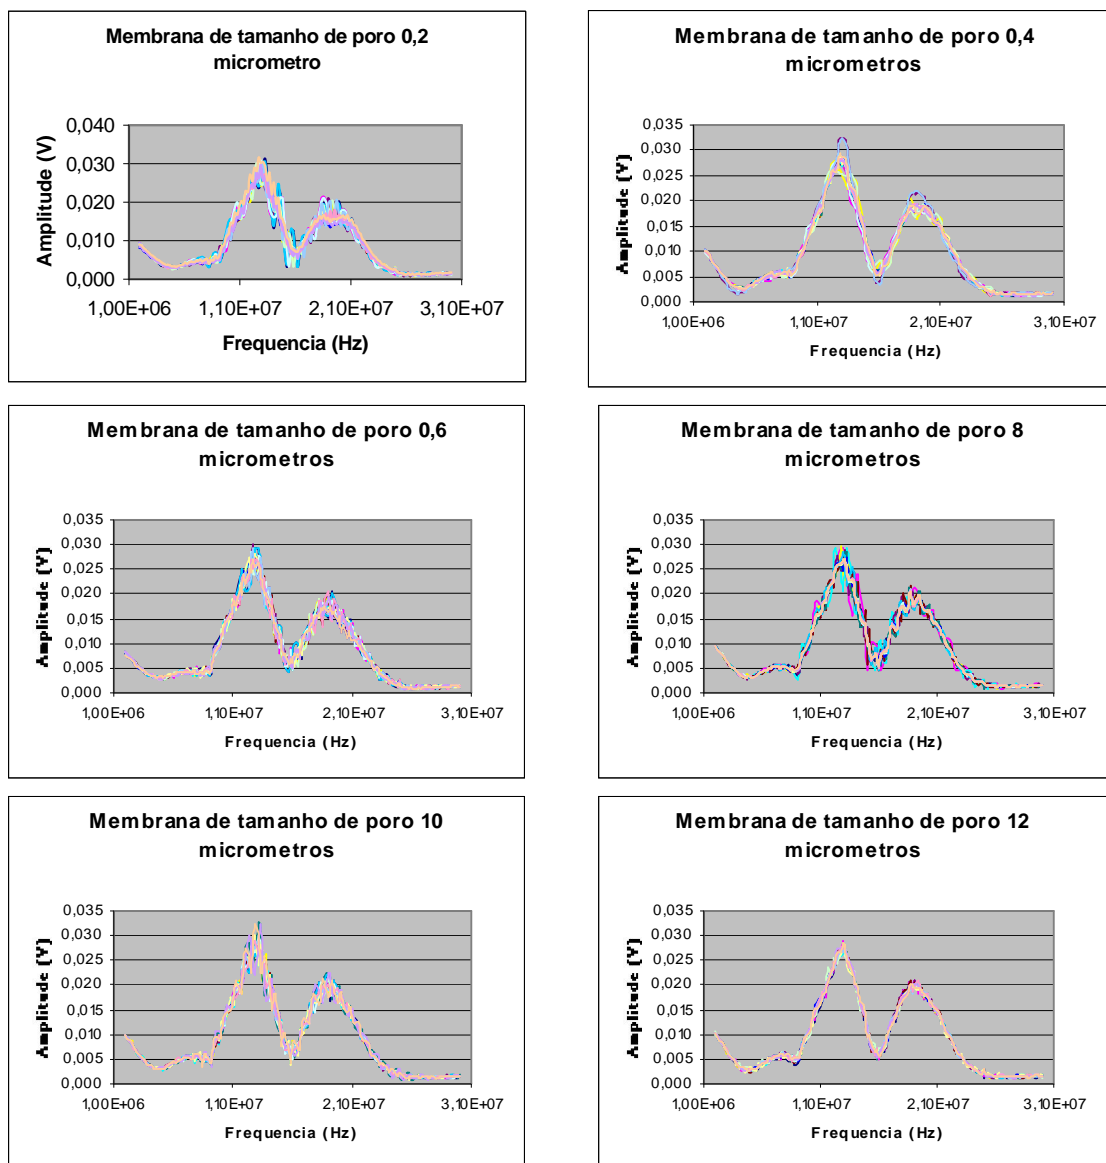 Membrana de tamanho de poro 0,2
micrometro
0,040
0,030
0,020
0,010
0,000
Amplitude (V)
1,00E+06 1,10E+07 2,10E+07 3,10E+07
Frequencia (Hz)
Membrana de tamanho de poro 0,4
micrometros
0,035
0,030
0,025
0,020
0,015
0,010
0,005
0,000
Amplitude (V)
1,00E+06 1,10E+07 2,10E+07 3,10E+07
Frequencia (Hz)
Membrana de tamanho de poro 0,6
micrometros
0,035
0,030
0,025
0,020
0,015
0,010
0,005
0,000
Amplitude (V)
1,00E+06 1,10E+07 2,10E+07 3,10E+07
Frequencia (Hz)
Membrana de tamanho de poro 8
micrometros
0,035
0,030
0,025
0,020
0,015
0,010
0,005
0,000
Amplitude (V)
1,00E+06 1,10E+07 2,10E+07 3,10E+07
Frequencia (Hz)
Membrana de tamanho de poro 10
micrometros
0,035
0,030
0,025
0,020
0,015
0,010
0,005
0,000
Amplitude (V)
1,00E+06 1,10E+07 2,10E+07 3,10E+07
Frequencia (Hz)
Membrana de tamanho de poro 12
micrometros
0,035
0,030
0,025
0,020
0,015
0,010
0,005
0,000
Amplitude (V)
1,00E+06 1,10E+07 2,10E+07 3,10E+07
Frequencia (Hz)